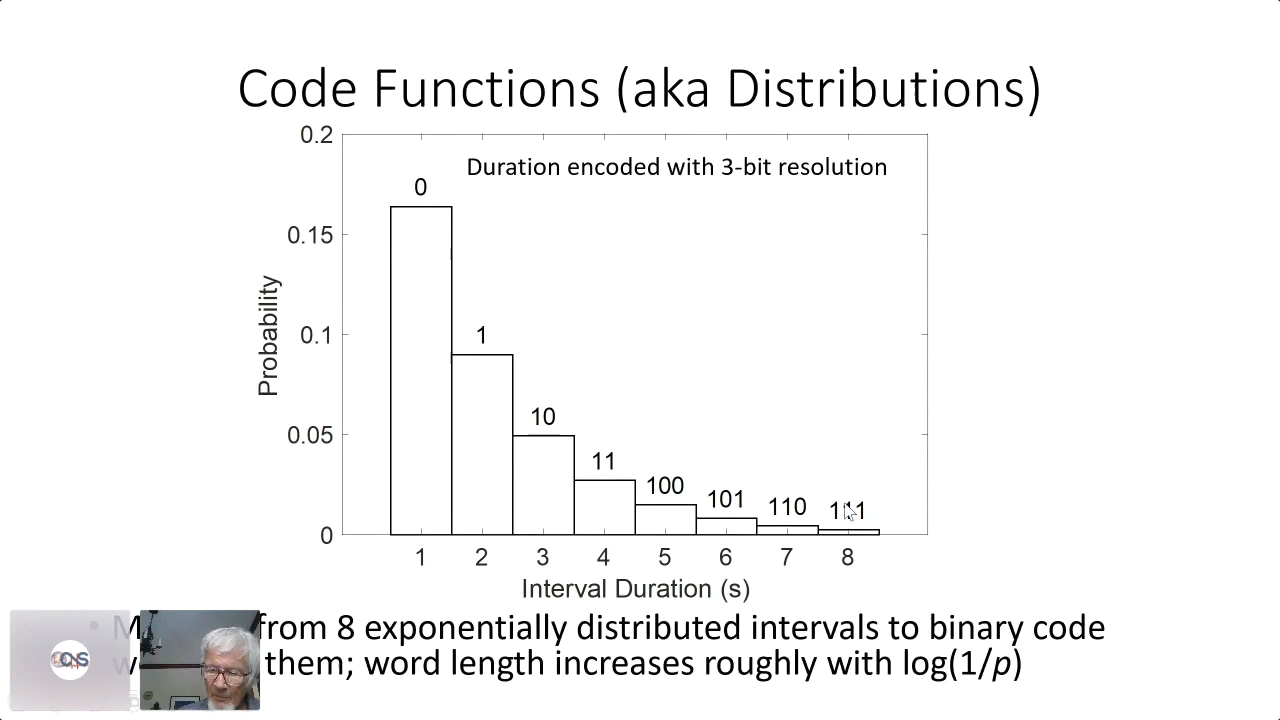 Code Functions (aka Distributions)
0.2
Duration encoded with 3-bit resolution
0
0.15
1
0.1
Probability
10
0.05
11
100
101
110
0
1 2 3 4 5 6 7 8
Interval Duration (s)
from 8 exponentially distributed intervals to binary code
them; word length increases roughly with log(1/p)